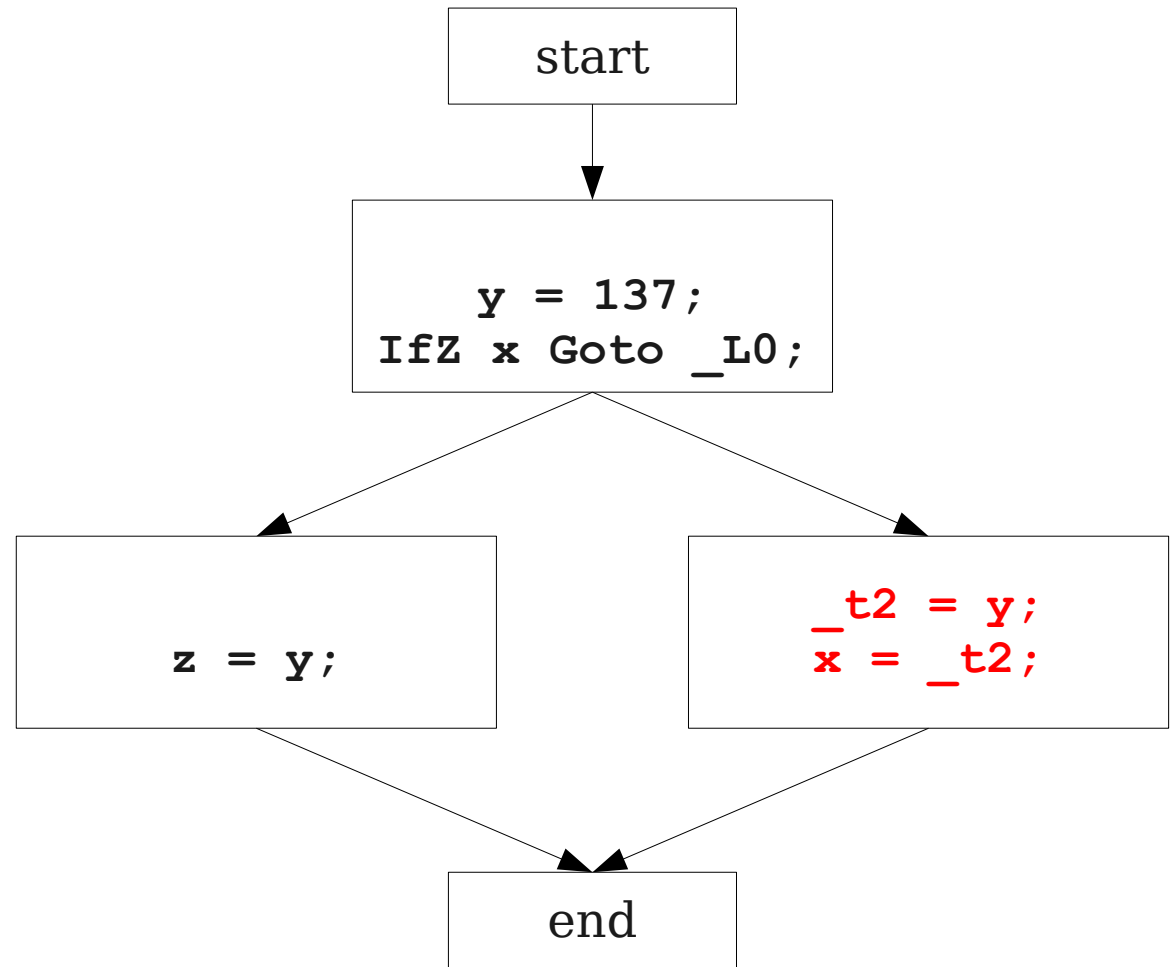 start
y = 137;
IfZ x Goto _L0;
z = y;
_t2 = y;
x = _t2;
end